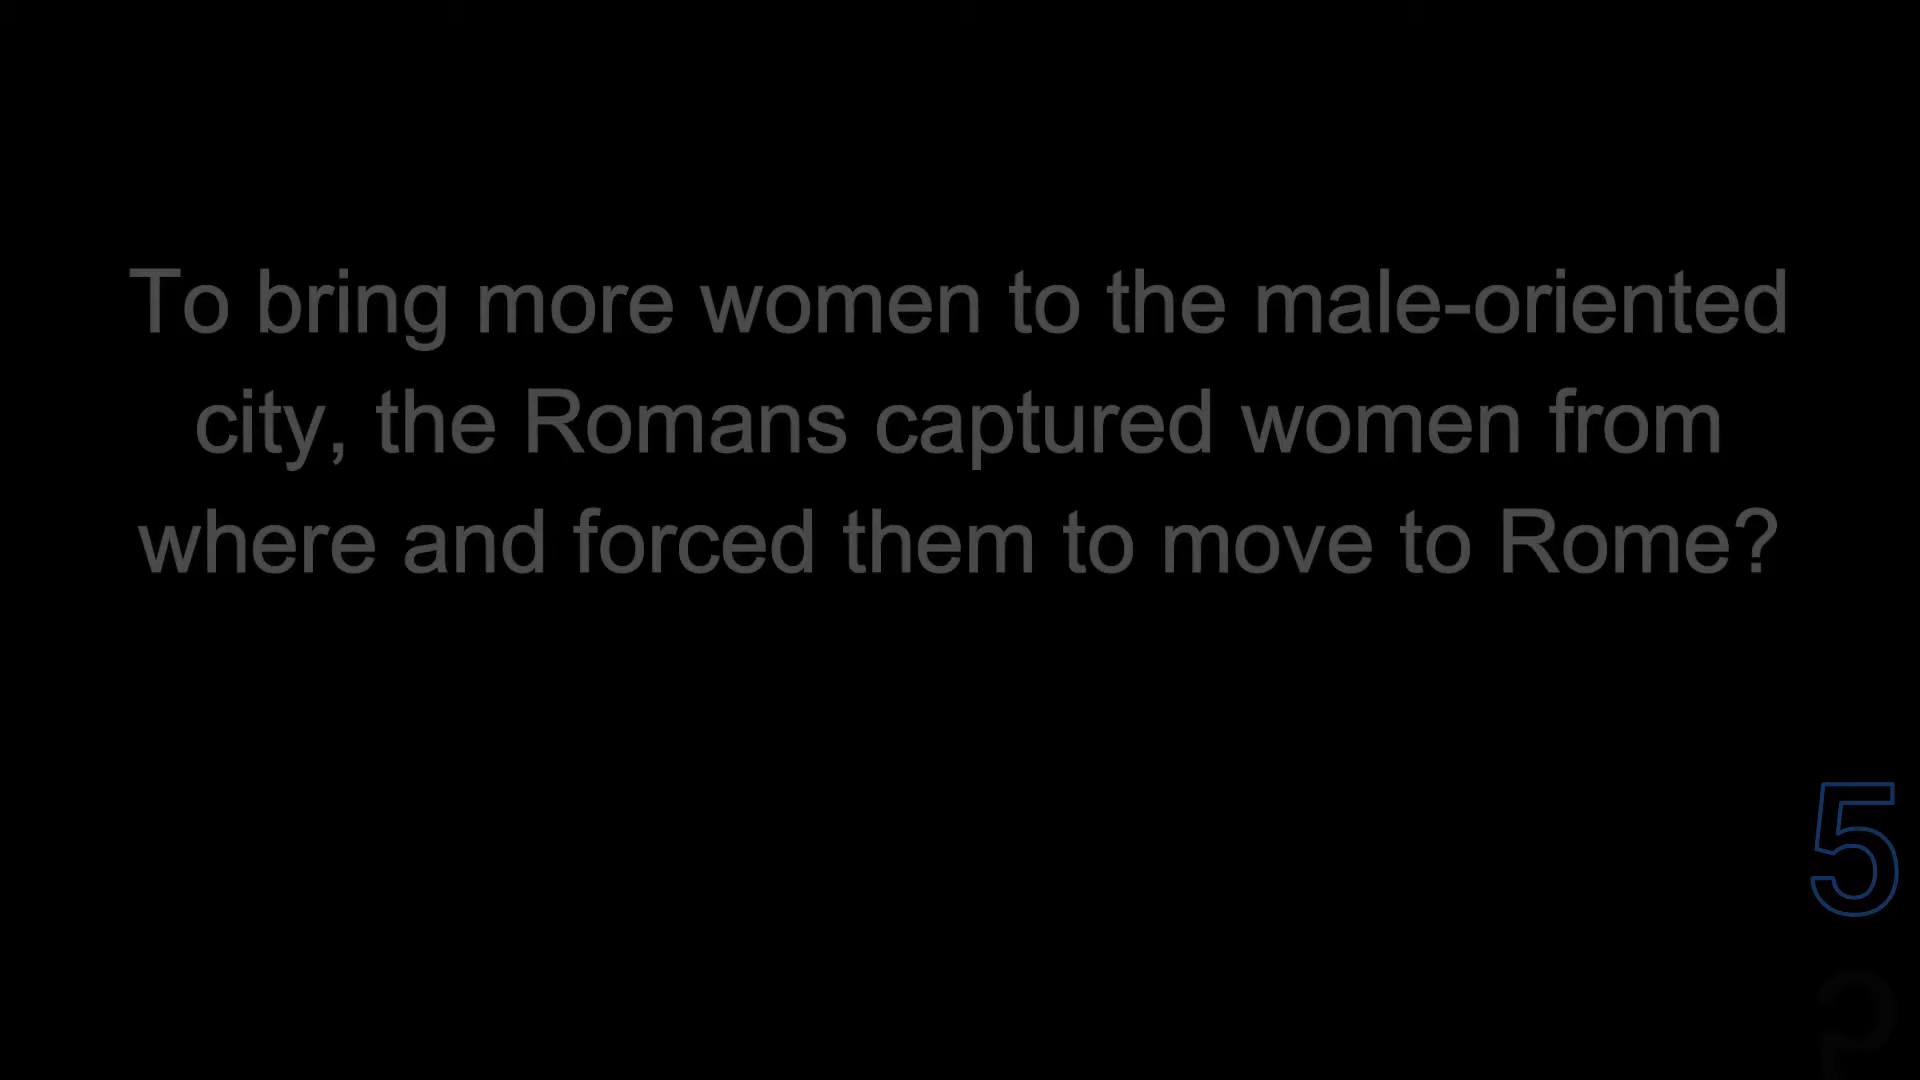 To bring more women to the male-oriented
city, the Romans captured women from
where and forced them to move to Rome?
5